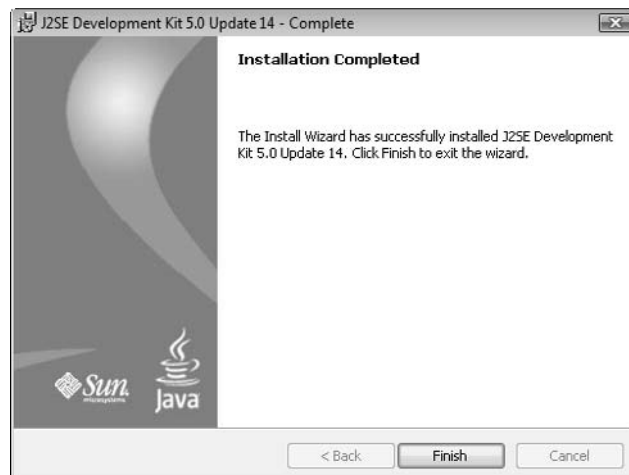 J2SE Development Kit 5.0 Update 14 - Complete
Installation Completed
The Install Wizard has successfully installed J2SE Development
Kit 5.0 Update 14. Click Finish to exit the wizard.
Sun
microsystems
Java
< Back
Finish
Cancel